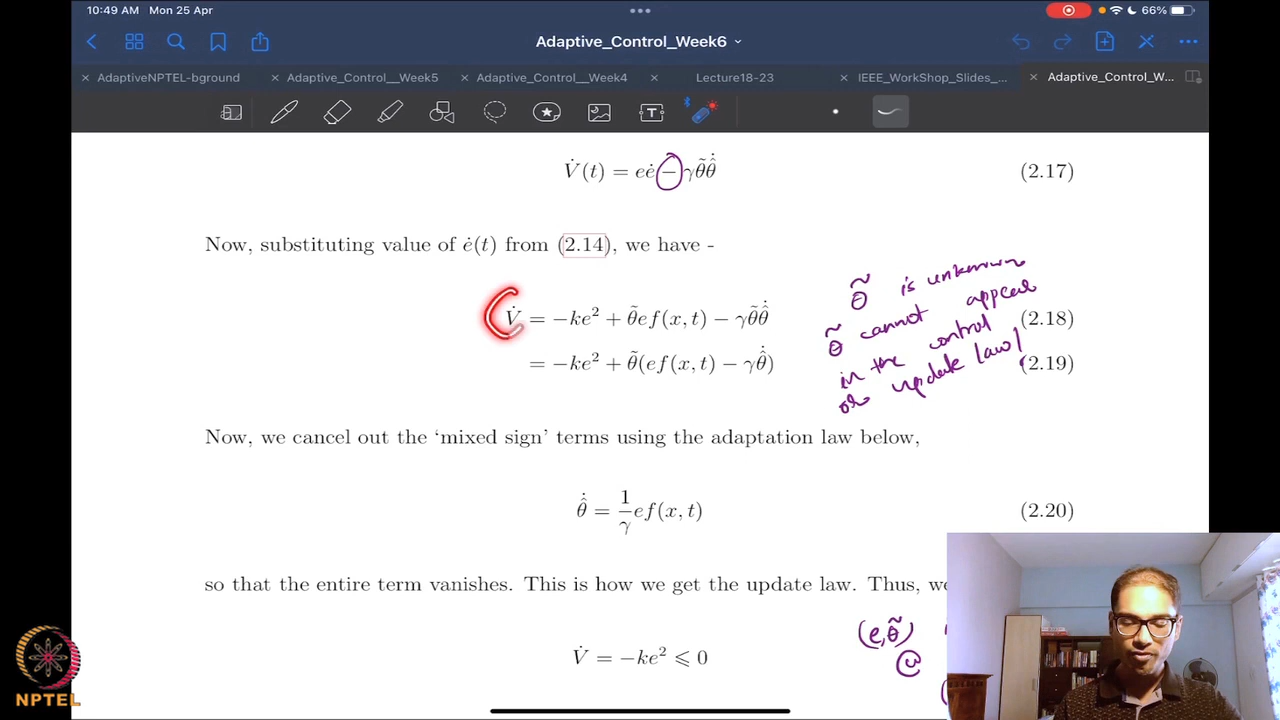 10:49 AM Mon 25 Apr
66%
Adaptive_Control_Week6
AdaptiveNPTEL-bground
Adaptive_Control__Week5
Adaptive_Control__Week4
Lecture18-23
IEEE_WorkShop_Slides_...
Adaptive_Control_W...
V̇(t) = eė − γθ̃θ̂̇ (2.17)
Now, substituting value of ė(t) from (2.14), we have -
V̇ = −ke² + θ̃ef(x, t) − γθ̃θ̂̇ (2.18)
= −ke² + θ̃(ef(x, t) − γθ̂̇) (2.19)
θ̃ is unknown
θ̃ cannot appear
in the control
or update law!
Now, we cancel out the ‘mixed sign’ terms using the adaptation law below,
θ̂̇ = 1/γ ef(x, t) (2.20)
so that the entire term vanishes. This is how we get the update law. Thus, we
V̇ = −ke² ⩽ 0
(e, θ̃)
NPTEL